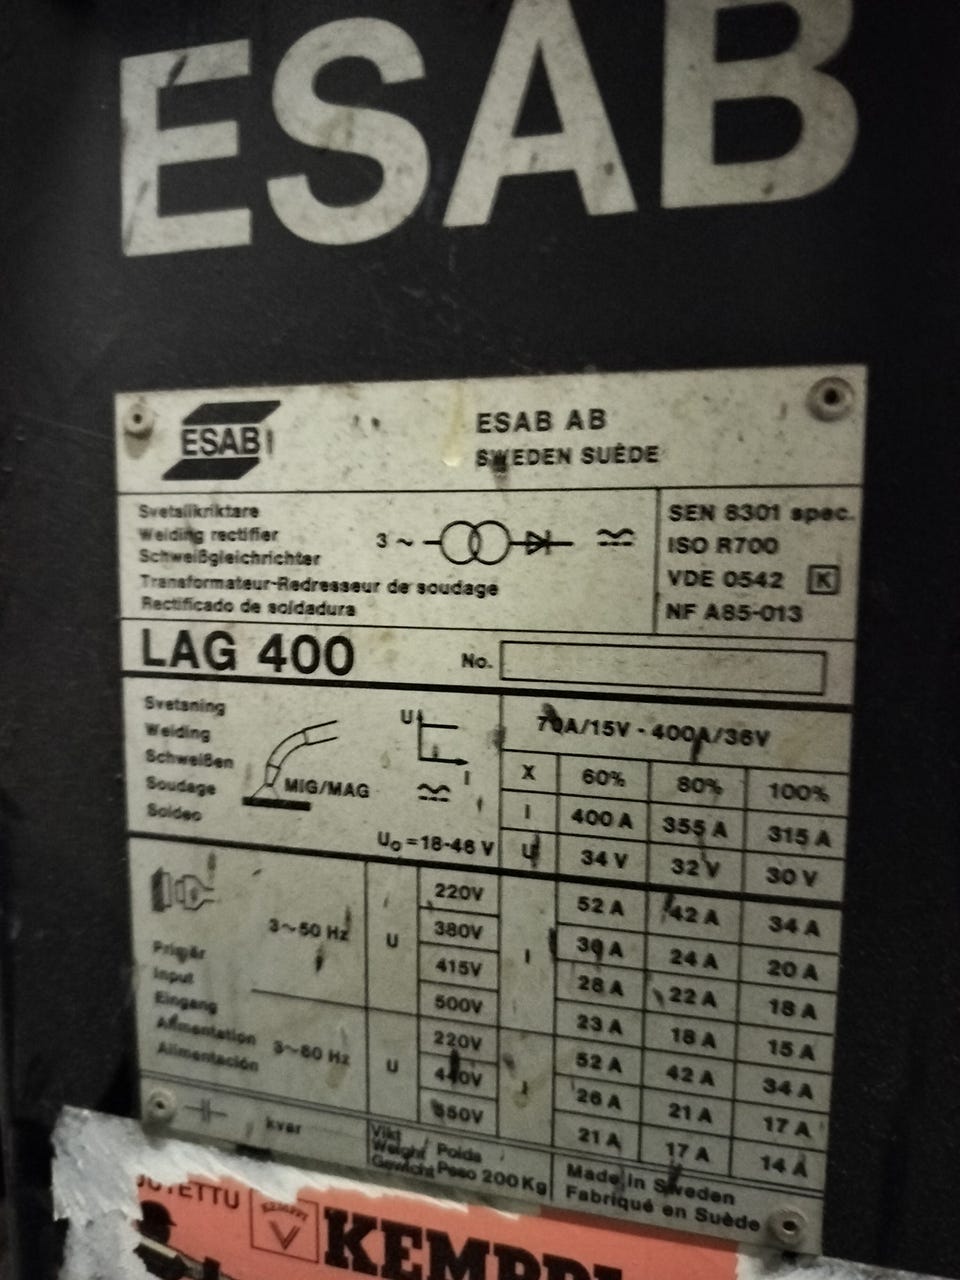 ESAB
ESAB
ESAB AB
SWEDEN SUÈDE
Svetslikriktare
Welding rectifier
Schweißgleichrichter
Transformateur-Redresseur de soudage
Rectificado de soldadura
3 ~
SEN 8301 spec.
ISO R700
VDE 0542 K
NF A85-013
LAG 400
No.
Svetsning
Welding
Schweißen
Soudage
Soldeo
MIG/MAG
U
I
U₀=18-46 V
70A/15V - 400A/36V
X 60% 80% 100%
I 400 A 355 A 315 A
U 34 V 32 V 30 V
Primär
Input
Eingang
Alimentation
Alimentación
3~50 Hz
U
I
220V 52 A 42 A 34 A
380V 30 A 24 A 20 A
415V 28 A 22 A 18 A
500V 23 A 18 A 15 A
3~60 Hz
U
I
220V 52 A 42 A 34 A
440V 26 A 21 A 17 A
550V 21 A 17 A 14 A
kvar
Vikt
Weight Poids
Gewicht Peso 200Kg
Made in Sweden
Fabriqué en Suède
KEMPPI
KEMPPI